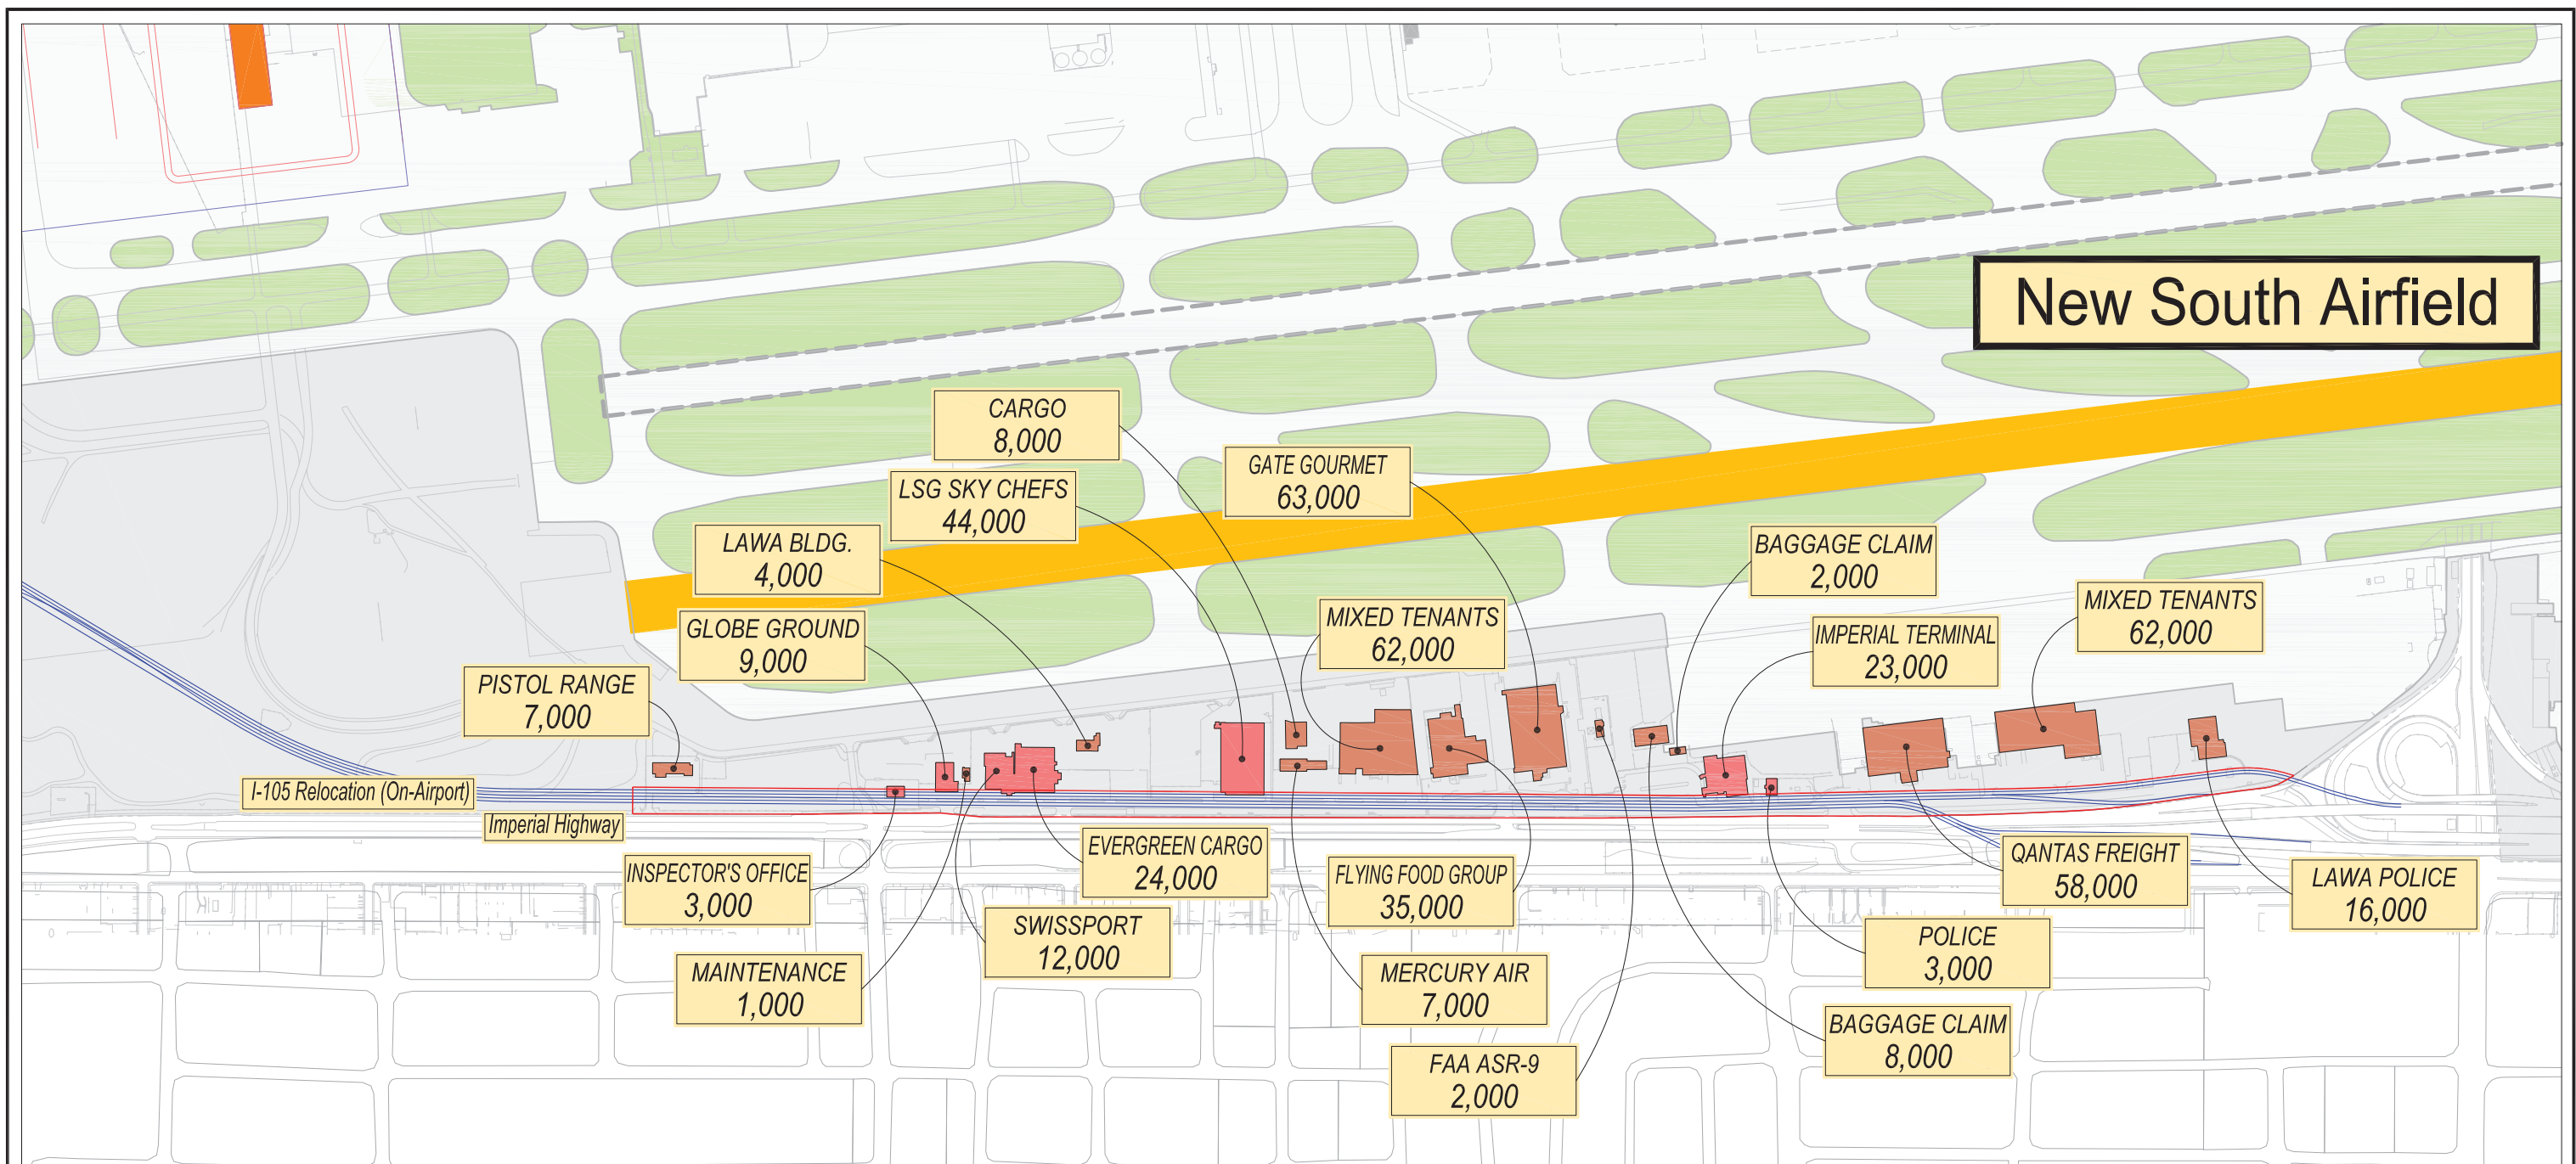 New South Airfield
CARGO
8,000
GATE GOURMET
63,000
LSG SKY CHEFS
44,000
LAWA BLDG.
4,000
BAGGAGE CLAIM
2,000
MIXED TENANTS
62,000
MIXED TENANTS
62,000
GLOBE GROUND
9,000
IMPERIAL TERMINAL
23,000
PISTOL RANGE
7,000
I-105 Relocation (On-Airport)
Imperial Highway
EVERGREEN CARGO
24,000
QANTAS FREIGHT
58,000
INSPECTOR'S OFFICE
3,000
FLYING FOOD GROUP
35,000
LAWA POLICE
16,000
SWISSPORT
12,000
POLICE
3,000
MAINTENANCE
1,000
MERCURY AIR
7,000
BAGGAGE CLAIM
8,000
FAA ASR-9
2,000